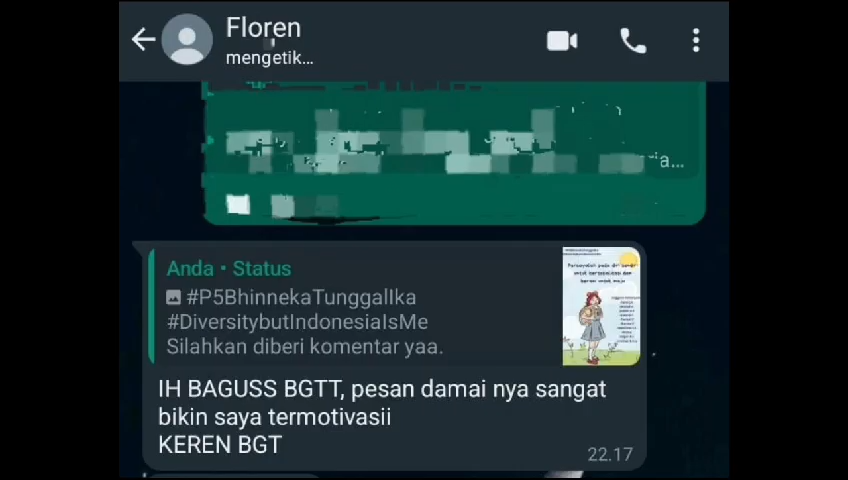 Floren
mengetik...
Anda • Status
#P5BhinnekaTunggalIka
#DiversitybutIndonesiaIsMe
Silahkan diberi komentar yaa.
IH BAGUSS BGTT, pesan damai nya sangat
bikin saya termotivasii
KEREN BGT
22.17